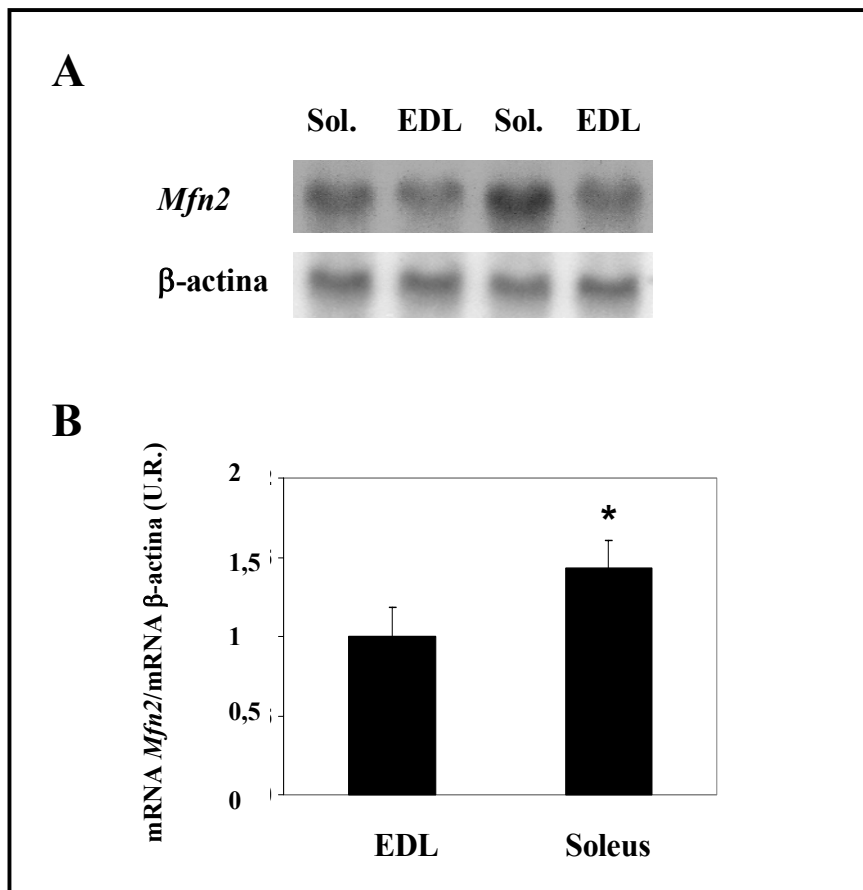 A
Sol. EDL Sol. EDL
Mfn2
β-actina
B
mRNA Mfn2/mRNA β-actina (U.R.)
2
1,5
1
0,5
0
*
EDL Soleus